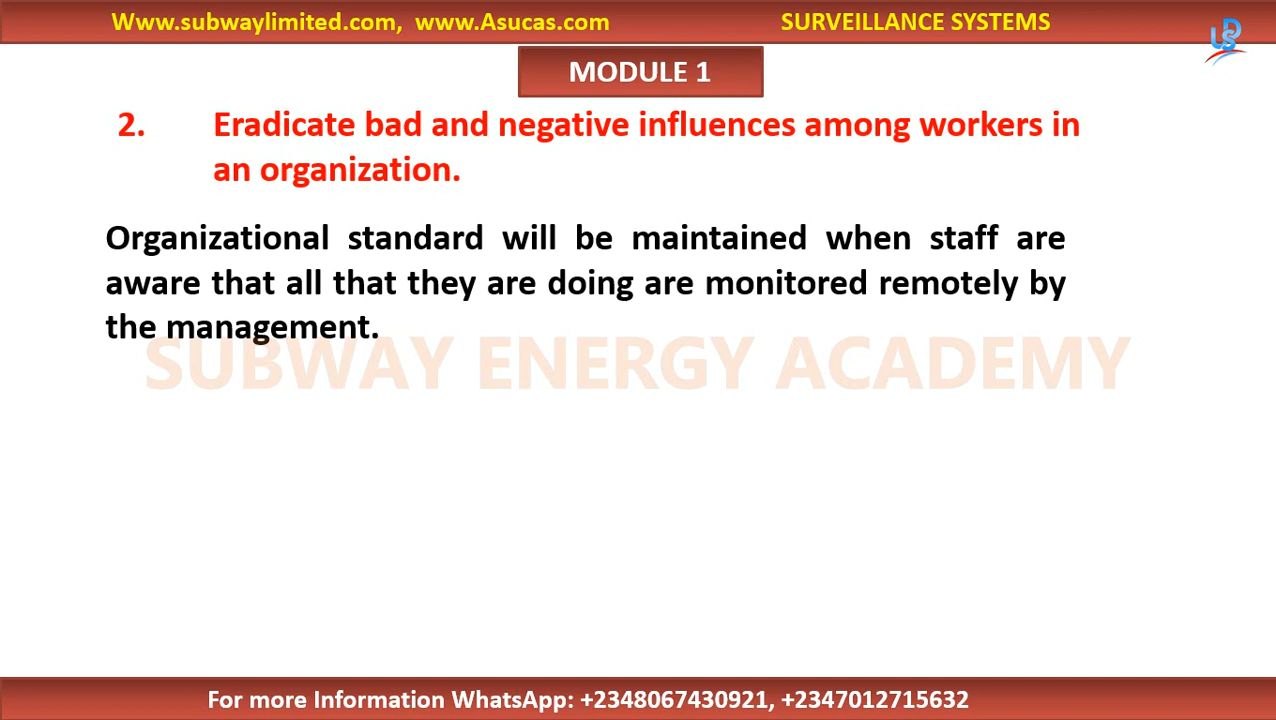 Www.subwaylimited.com, www.Asucas.com SURVEILLANCE SYSTEMS
USD
MODULE 1
2. Eradicate bad and negative influences among workers in
an organization.
Organizational standard will be maintained when staff are
aware that all that they are doing are monitored remotely by
the management.
SUBWAY ENERGY ACADEMY
For more Information WhatsApp: +2348067430921, +2347012715632